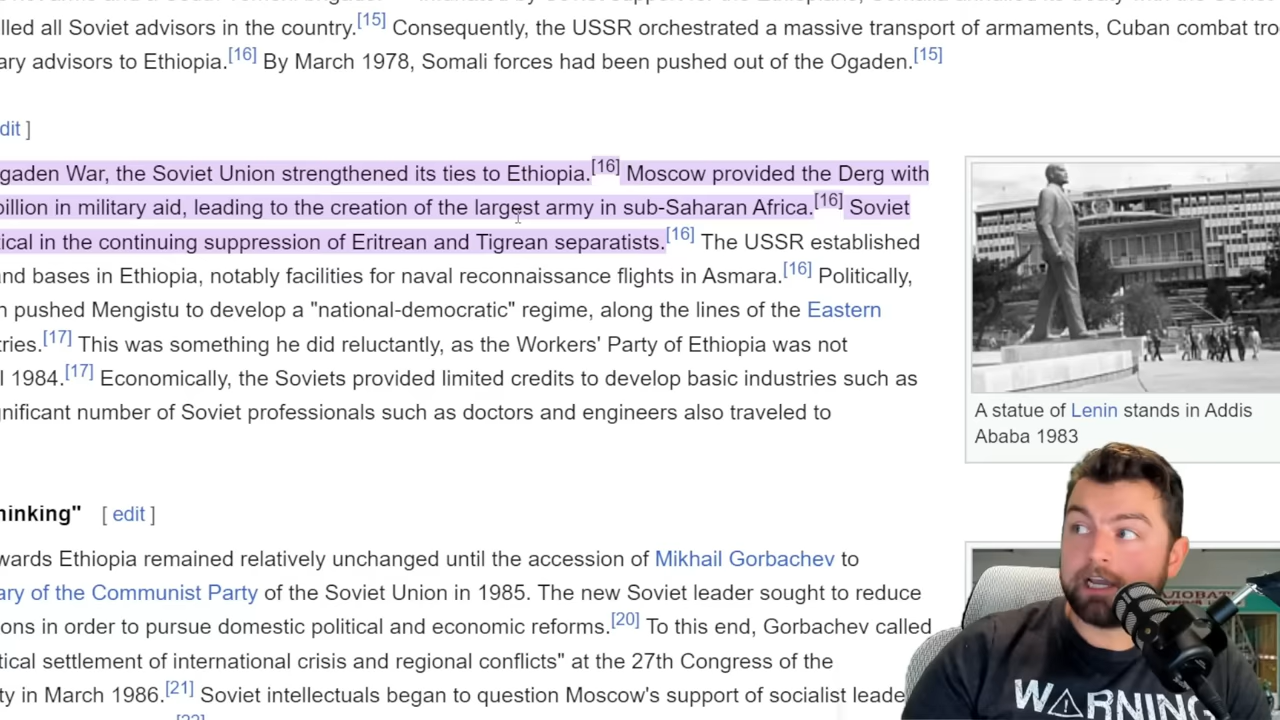 lled all Soviet advisors in the country.[15] Consequently, the USSR orchestrated a massive transport of armaments, Cuban combat tro
ary advisors to Ethiopia.[16] By March 1978, Somali forces had been pushed out of the Ogaden.[15]
dit ]
gaden War, the Soviet Union strengthened its ties to Ethiopia.[16] Moscow provided the Derg with
billion in military aid, leading to the creation of the largest army in sub-Saharan Africa.[16] Soviet
tical in the continuing suppression of Eritrean and Tigrean separatists.[16] The USSR established
and bases in Ethiopia, notably facilities for naval reconnaissance flights in Asmara.[16] Politically,
n pushed Mengistu to develop a "national-democratic" regime, along the lines of the Eastern
tries.[17] This was something he did reluctantly, as the Workers' Party of Ethiopia was not
l 1984.[17] Economically, the Soviets provided limited credits to develop basic industries such as
gnificant number of Soviet professionals such as doctors and engineers also traveled to
A statue of Lenin stands in Addis
Ababa 1983
hinking" [ edit ]
wards Ethiopia remained relatively unchanged until the accession of Mikhail Gorbachev to
ary of the Communist Party of the Soviet Union in 1985. The new Soviet leader sought to reduce
ions in order to pursue domestic political and economic reforms.[20] To this end, Gorbachev called
tical settlement of international crisis and regional conflicts" at the 27th Congress of the
ty in March 1986.[21] Soviet intellectuals began to question Moscow's support of socialist leade
[22]
WARNING